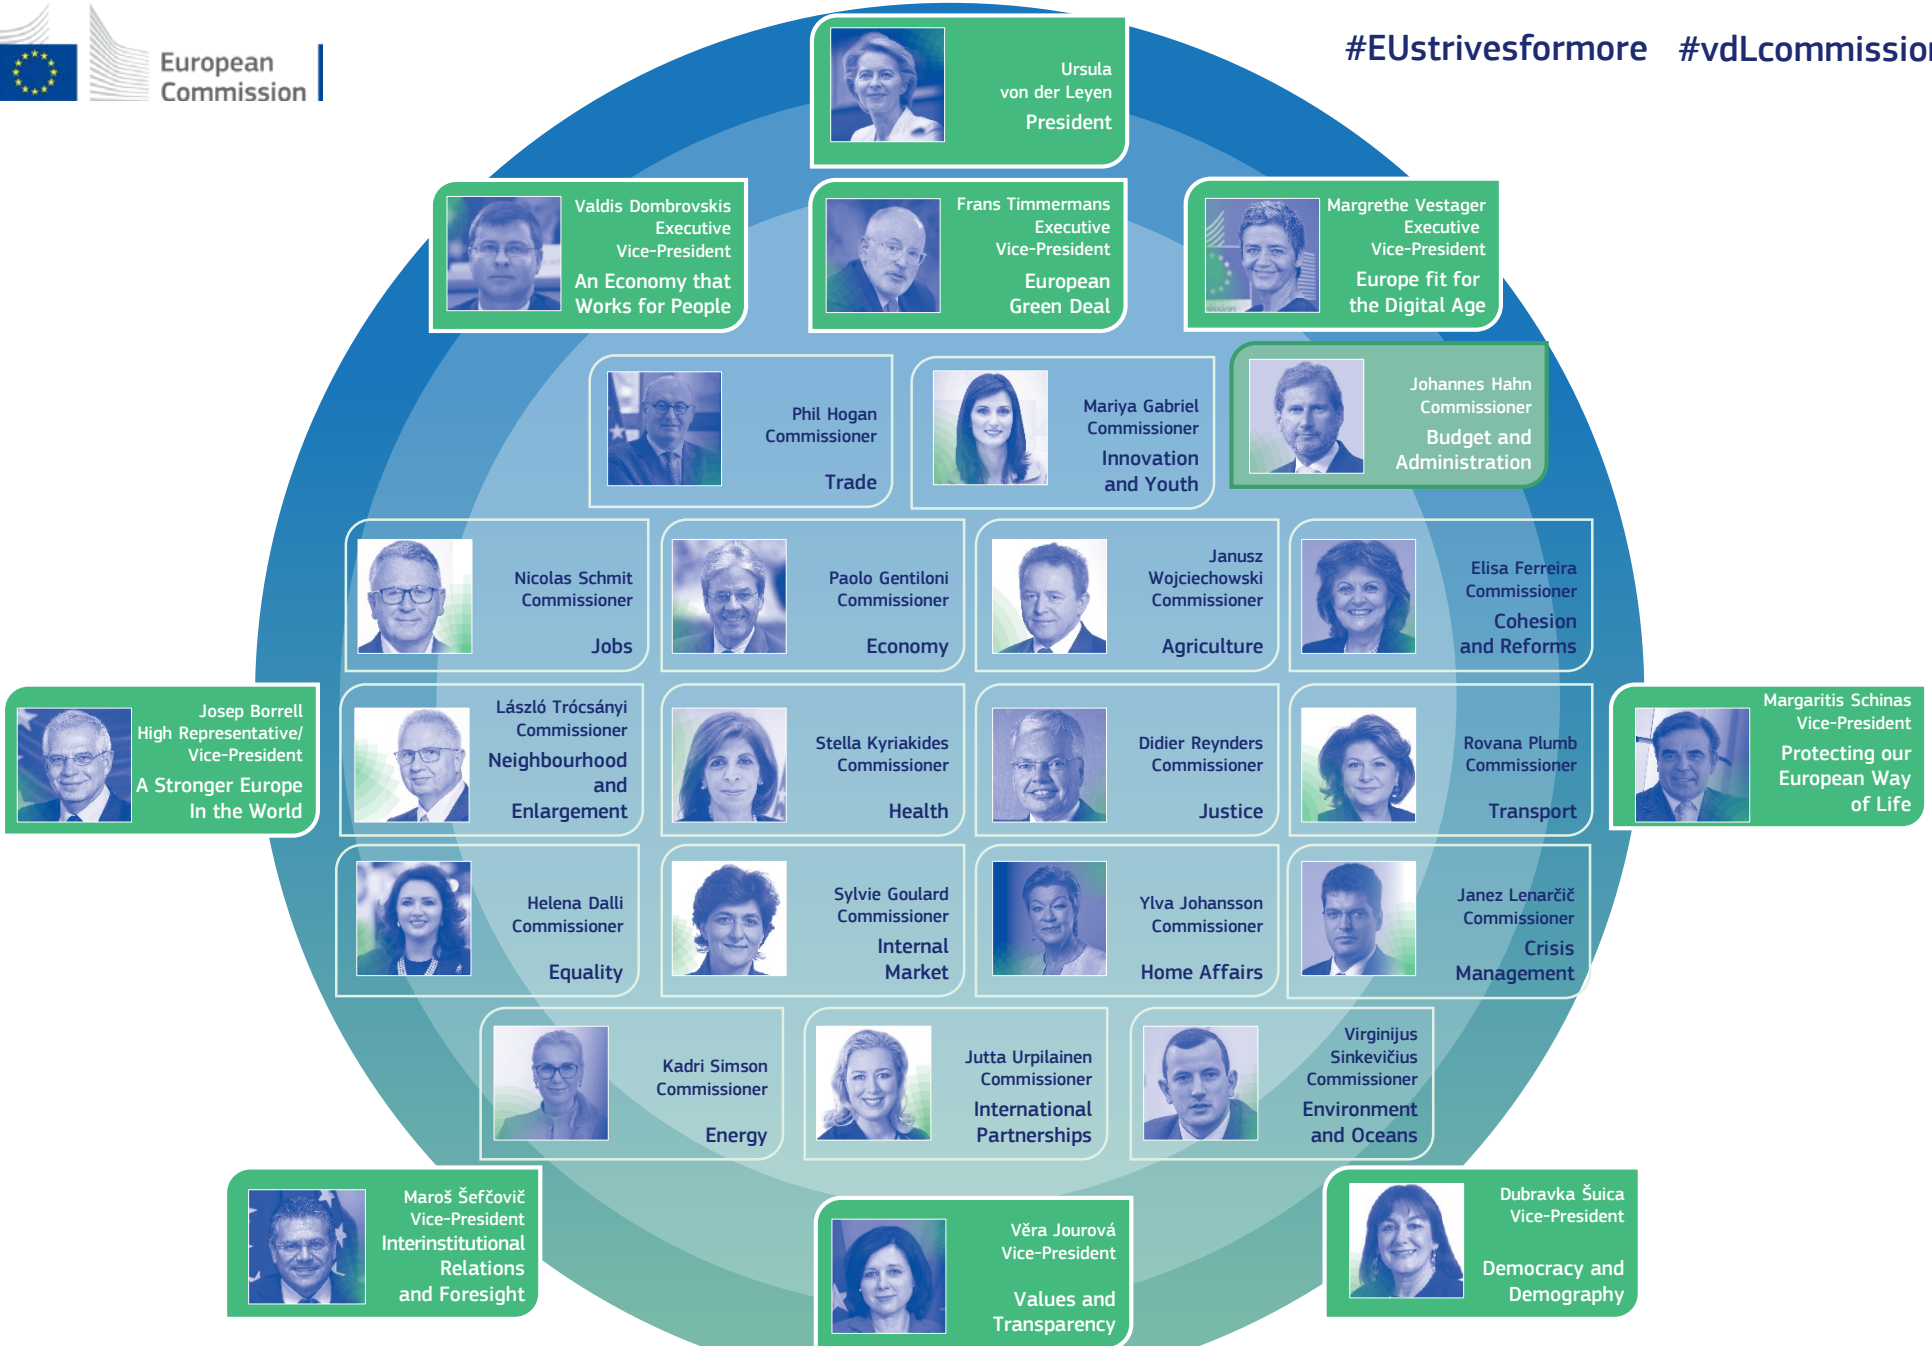 European
Commission
#EUstrivesformore #vdLcommission
Ursula
von der Leyen
President
Valdis Dombrovskis
Executive
Vice-President
An Economy that
Works for People
Frans Timmermans
Executive
Vice-President
European
Green Deal
Margrethe Vestager
Executive
Vice-President
Europe fit for
the Digital Age
Phil Hogan
Commissioner
Trade
Mariya Gabriel
Commissioner
Innovation
and Youth
Johannes Hahn
Commissioner
Budget and
Administration
Nicolas Schmit
Commissioner
Jobs
Paolo Gentiloni
Commissioner
Economy
Janusz
Wojciechowski
Commissioner
Agriculture
Elisa Ferreira
Commissioner
Cohesion
and Reforms
Josep Borrell
High Representative/
Vice-President
A Stronger Europe
In the World
László Trócsányi
Commissioner
Neighbourhood
and
Enlargement
Stella Kyriakides
Commissioner
Health
Didier Reynders
Commissioner
Justice
Rovana Plumb
Commissioner
Transport
Margaritis Schinas
Vice-President
Protecting our
European Way
of Life
Helena Dalli
Commissioner
Equality
Sylvie Goulard
Commissioner
Internal
Market
Ylva Johansson
Commissioner
Home Affairs
Janez Lenarčič
Commissioner
Crisis
Management
Kadri Simson
Commissioner
Energy
Jutta Urpilainen
Commissioner
International
Partnerships
Virginijus
Sinkevičius
Commissioner
Environment
and Oceans
Maroš Šefčovič
Vice-President
Interinstitutional
Relations
and Foresight
Věra Jourová
Vice-President
Values and
Transparency
Dubravka Šuica
Vice-President
Democracy and
Demography